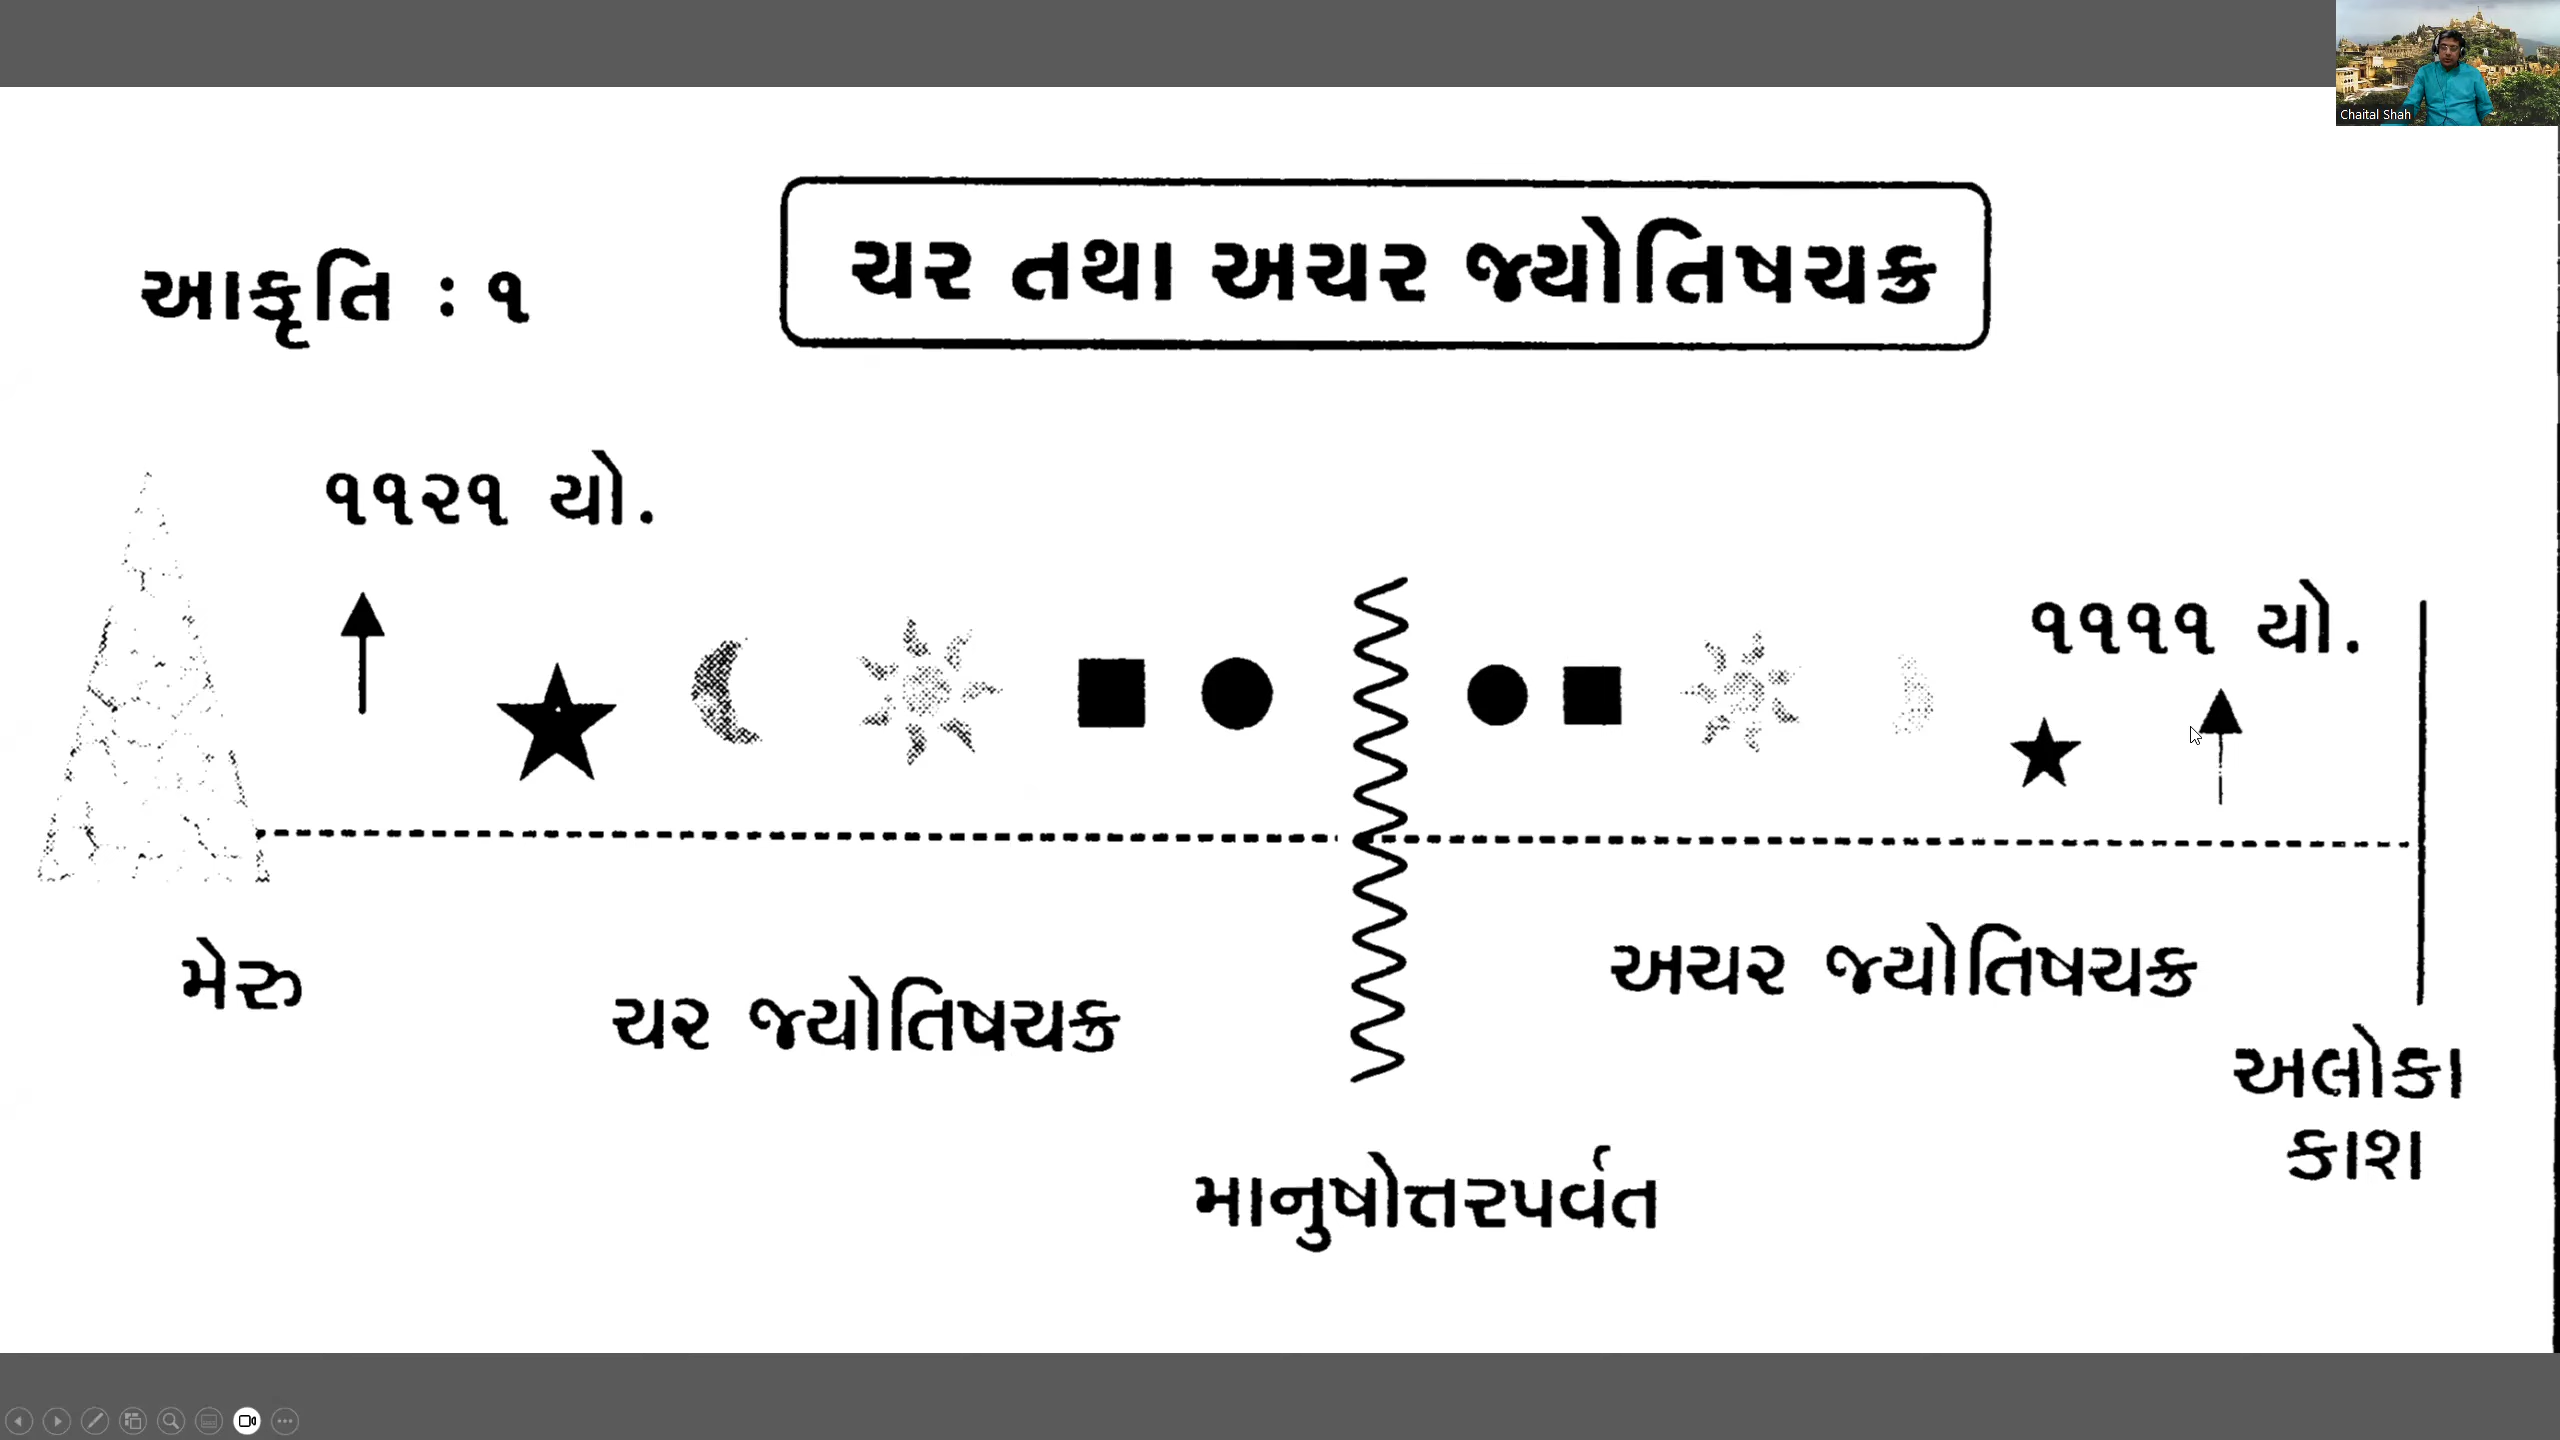 Chaital Shah
ચર તથા અચર જ્યોતિષચક્ર
આકૃતિ : ૧
૧૧૨૧ યો.
૧૧૧૧ યો.
મેરુ
ચર જ્યોતિષચક્ર
અચર જ્યોતિષચક્ર
અલોકા
કાશ
માનુષોત્તરપર્વત